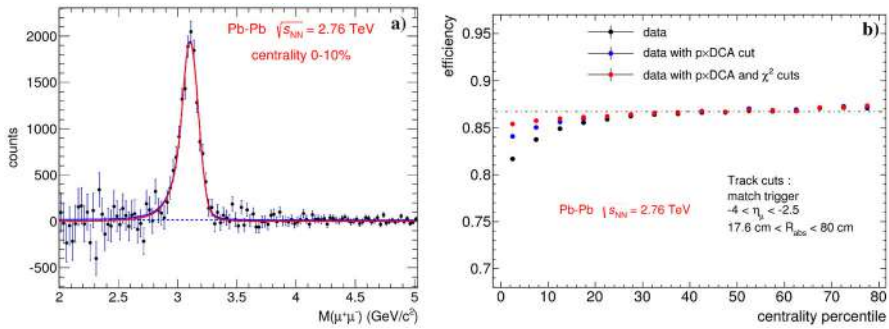 a)
Pb-Pb √sNN = 2.76 TeV
centrality 0-10%
counts
2000
1500
1000
500
0
-500
2 2.5 3 3.5 4 4.5 5
M(μ+μ-) (GeV/c²)
b)
efficiency
0.95
0.9
0.85
0.8
0.75
0.7
data
data with p×DCA cut
data with p×DCA and χ² cuts
Pb-Pb √sNN = 2.76 TeV
Track cuts :
match trigger
-4 < ημ < -2.5
17.6 cm < Rabs < 80 cm
0 10 20 30 40 50 60 70 80
centrality percentile